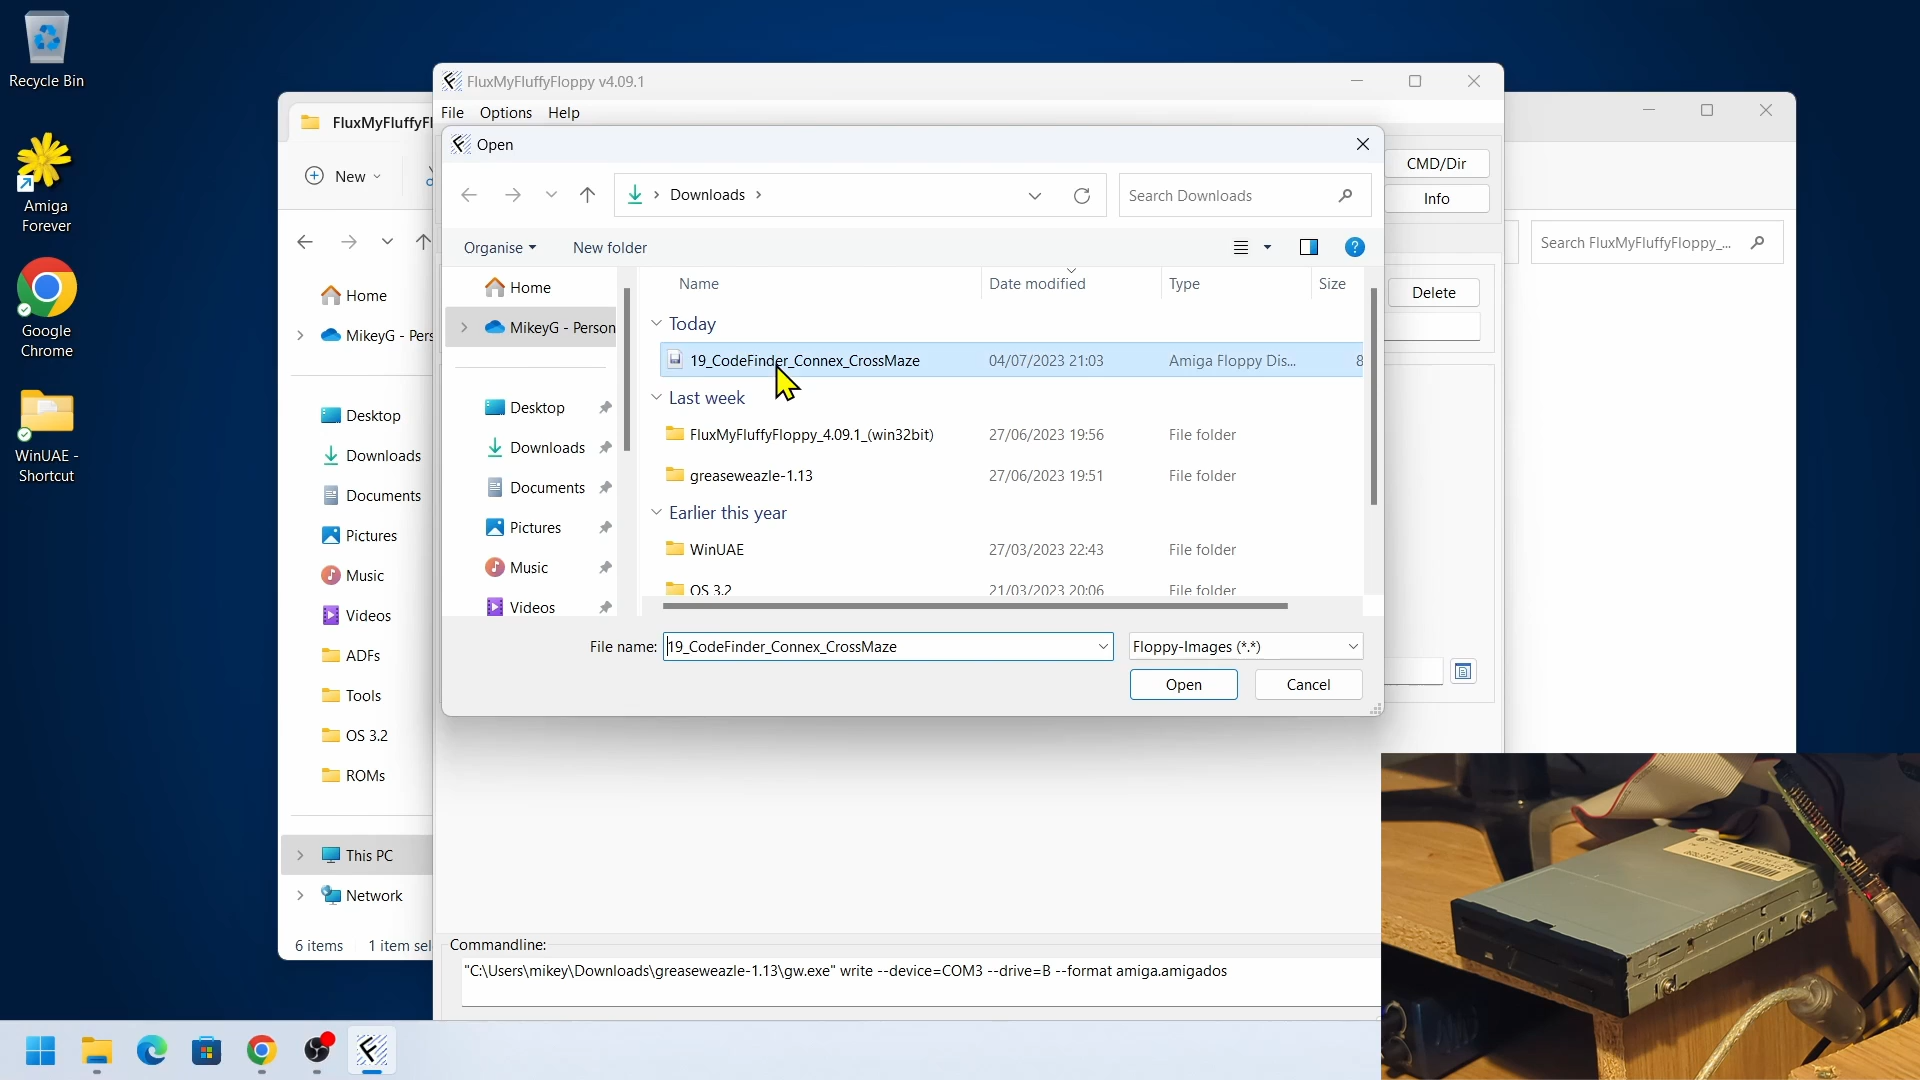 Recycle Bin
Amiga
Forever
Google
Chrome
WinUAE -
Shortcut
FluxMyFluffyFl
New
Home
MikeyG - Pers
Desktop
Downloads
Documents
Pictures
Music
Videos
ADFs
Tools
OS 3.2
ROMs
This PC
Network
6 items 1 item sel
Search FluxMyFluffyFloppy_...
FluxMyFluffyFloppy v4.09.1
File Options Help
CMD/Dir
Info
Delete
Open
Downloads
Search Downloads
Organise New folder
Home
MikeyG - Person
Desktop
Downloads
Documents
Pictures
Music
Videos
Name Date modified Type Size
Today
19_CodeFinder_Connex_CrossMaze 04/07/2023 21:03 Amiga Floppy Dis... 8
Last week
FluxMyFluffyFloppy_4.09.1_(win32bit) 27/06/2023 19:56 File folder
greaseweazle-1.13 27/06/2023 19:51 File folder
Earlier this year
WinUAE 27/03/2023 22:43 File folder
OS 3.2 21/03/2023 20:06 File folder
File name: 19_CodeFinder_Connex_CrossMaze Floppy-Images (*.*)
Open Cancel
Commandline:
"C:\Users\mikey\Downloads\greaseweazle-1.13\gw.exe" write --device=COM3 --drive=B --format amiga.amigados